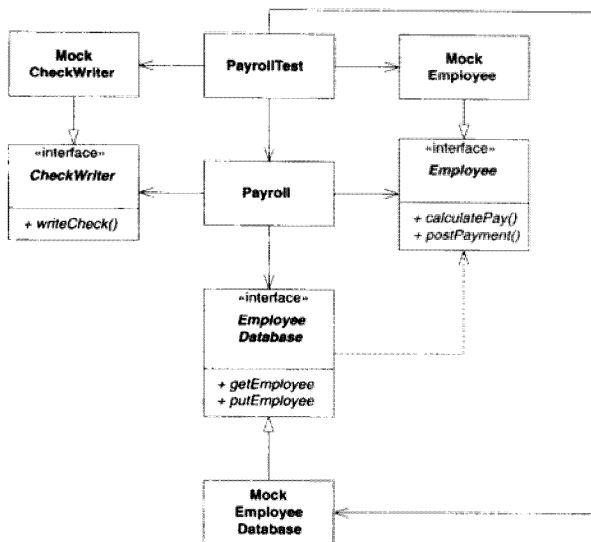 Mock
CheckWriter
PayrollTest
Mock
Employee
«interface»
CheckWriter
+ writeCheck()
Payroll
«interface»
Employee
+ calculatePay()
+ postPayment()
«interface»
Employee
Database
+ getEmployee
+ putEmployee
Mock
Employee
Database